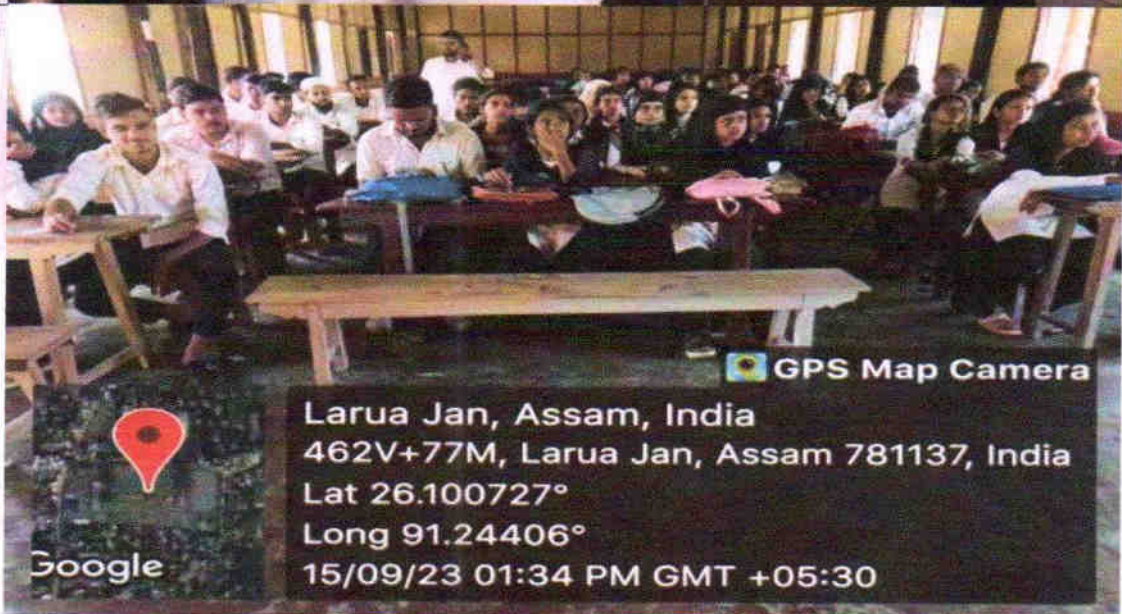 GPS Map Camera
Larua Jan, Assam, India
462V+77M, Larua Jan, Assam 781137, India
Lat 26.100727°
Long 91.24406°
15/09/23 01:34 PM GMT +05:30
Google